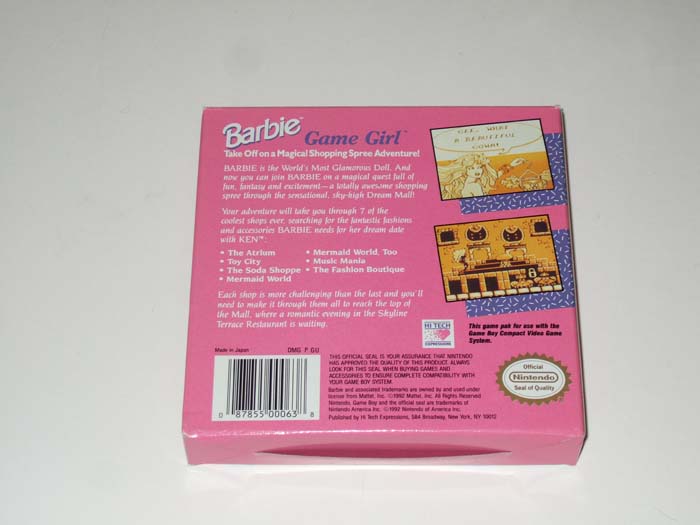 Barbie™ Game Girl™
Take Off on a Magical Shopping Spree Adventure!
BARBIE is the World's Most Glamorous Doll. And
now you can join BARBIE on a magical quest full of
fun, fantasy and excitement—a totally awesome shopping
spree through the sensational, sky-high Dream Mall!
Your adventure will take you through 7 of the
coolest shops ever, searching for the fantastic fashions
and accessories BARBIE needs for her dream date
with KEN™:
• The Atrium
• Toy City
• The Soda Shoppe
• Mermaid World
• Mermaid World, Too
• Music Mania
• The Fashion Boutique
Each shop is more challenging than the last and you'll
need to make it through them all to reach the top of
the Mall, where a romantic evening in the Skyline
Terrace Restaurant is waiting.
GEE, WHAT
A BEAUTIFUL
GOWN!
HI TECH
EXPRESSIONS
This game pak for use with the
Game Boy Compact Video Game
System.
Made in Japan
DMG P GU
0 87855 00063 8
THIS OFFICIAL SEAL IS YOUR ASSURANCE THAT NINTENDO
HAS APPROVED THE QUALITY OF THIS PRODUCT. ALWAYS
LOOK FOR THIS SEAL WHEN BUYING GAMES AND
ACCESSORIES TO ENSURE COMPLETE COMPATIBILITY WITH
YOUR GAME BOY SYSTEM.
Barbie and associated trademarks are owned by and used under
license from Mattel, Inc. ©1992 Mattel, Inc. All Rights Reserved
Nintendo, Game Boy and the official seal are trademarks of
Nintendo America Inc. ©1992 Nintendo of America Inc.
Published by Hi Tech Expressions, 584 Broadway, New York, NY 10012
Official
Nintendo
Seal of Quality